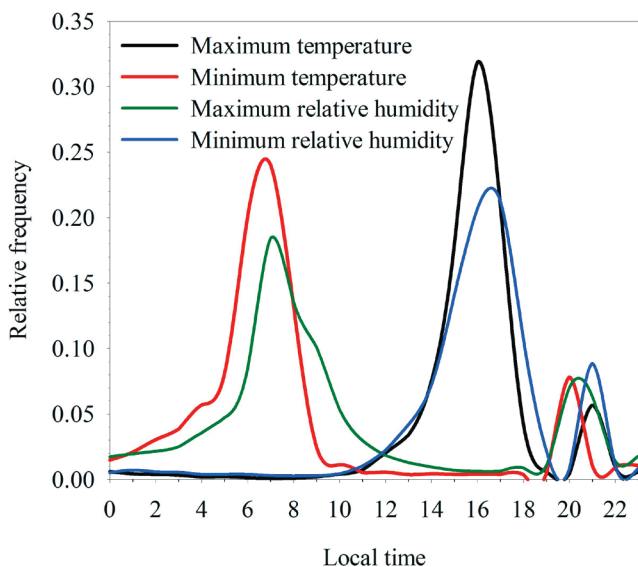 0.35
Maximum temperature
0.30
Minimum temperature
Maximum relative humidity
0.25
Minimum relative humidity
0.20
0.15
0.10
0.05
0.00
Relative frequency
0 2 4 6 8 10 12 14 16 18 20 22
Local time